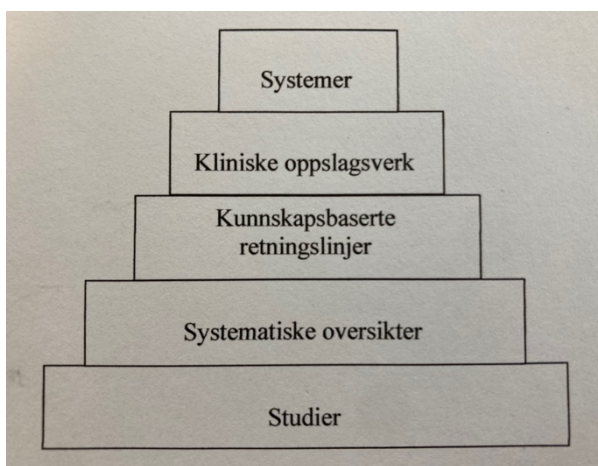 Systemer
Kliniske oppslagsverk
Kunnskapsbaserte
retningslinjer
Systematiske oversikter
Studier